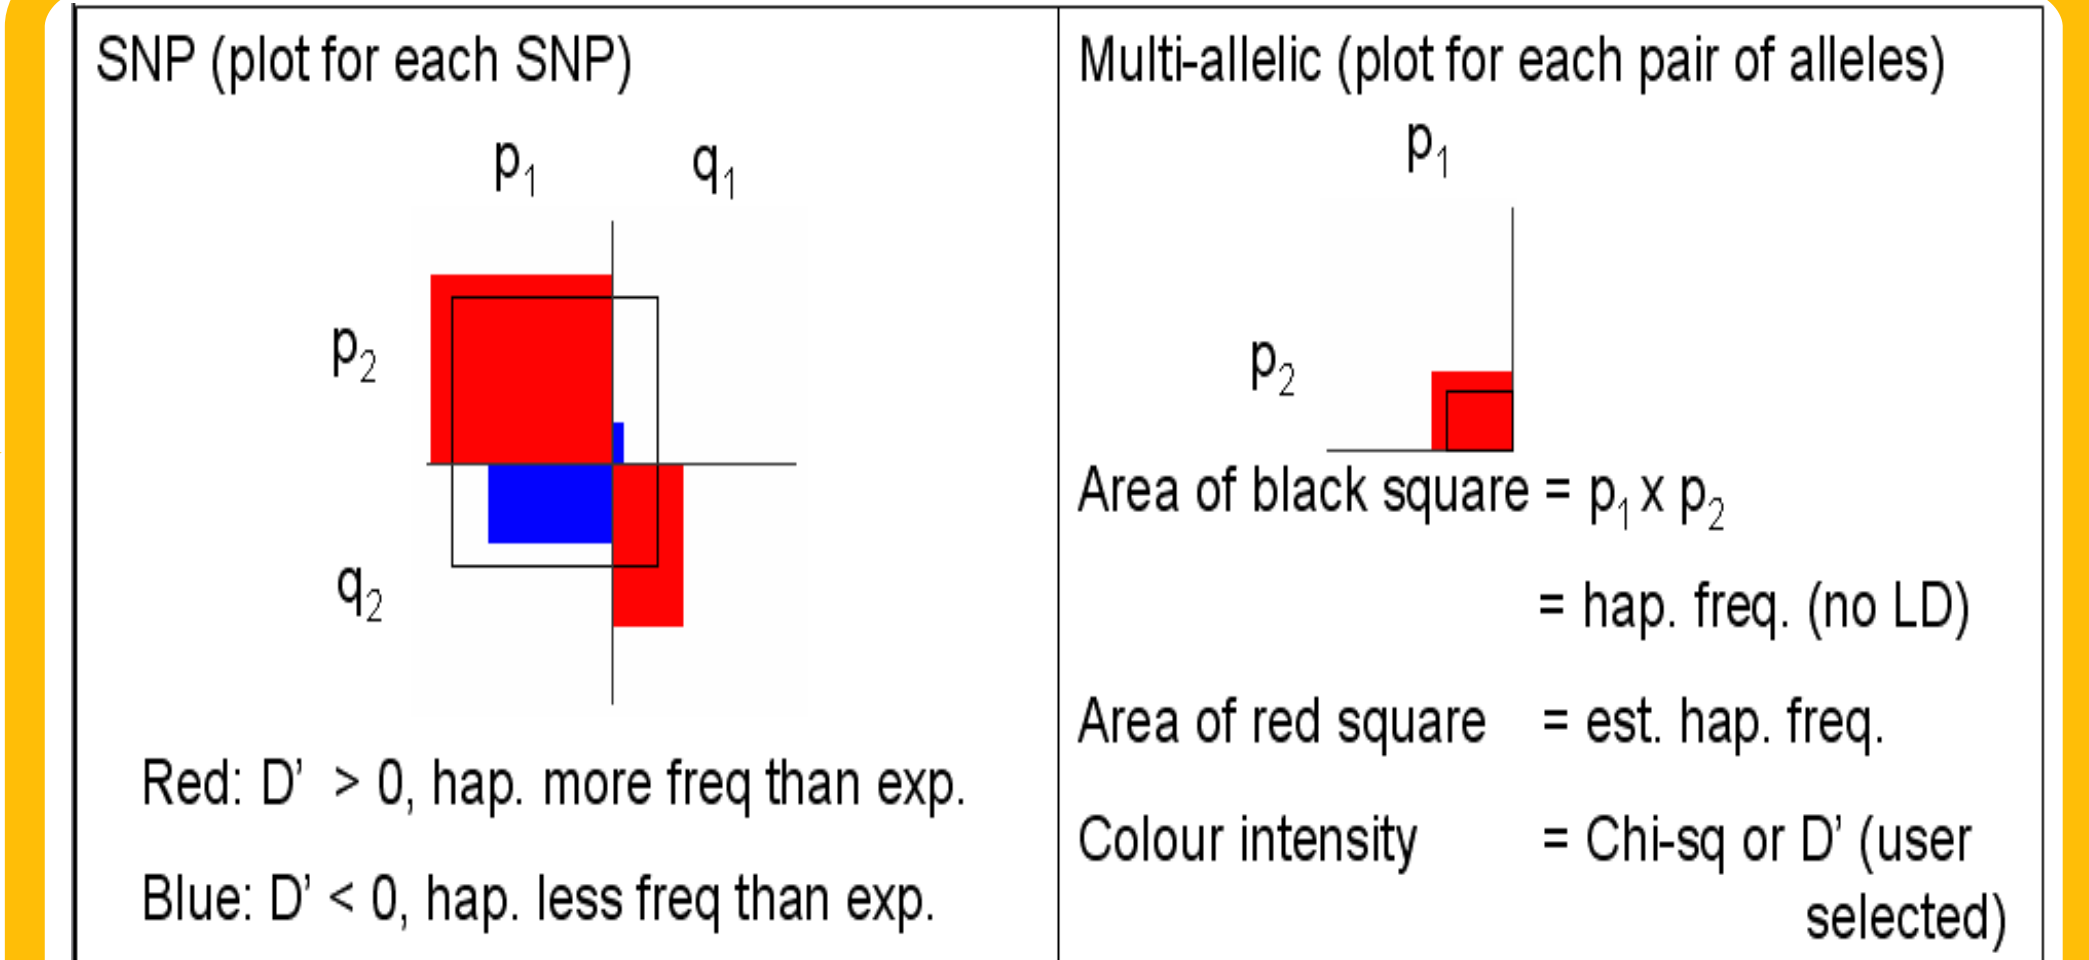 SNP (plot for each SNP)
p1 q1
p2
q2
Red: D’ > 0, hap. more freq than exp.
Blue: D’ < 0, hap. less freq than exp.
Multi-allelic (plot for each pair of alleles)
p1
p2
Area of black square = p1 x p2
= hap. freq. (no LD)
Area of red square = est. hap. freq.
Colour intensity = Chi-sq or D’ (user
selected)